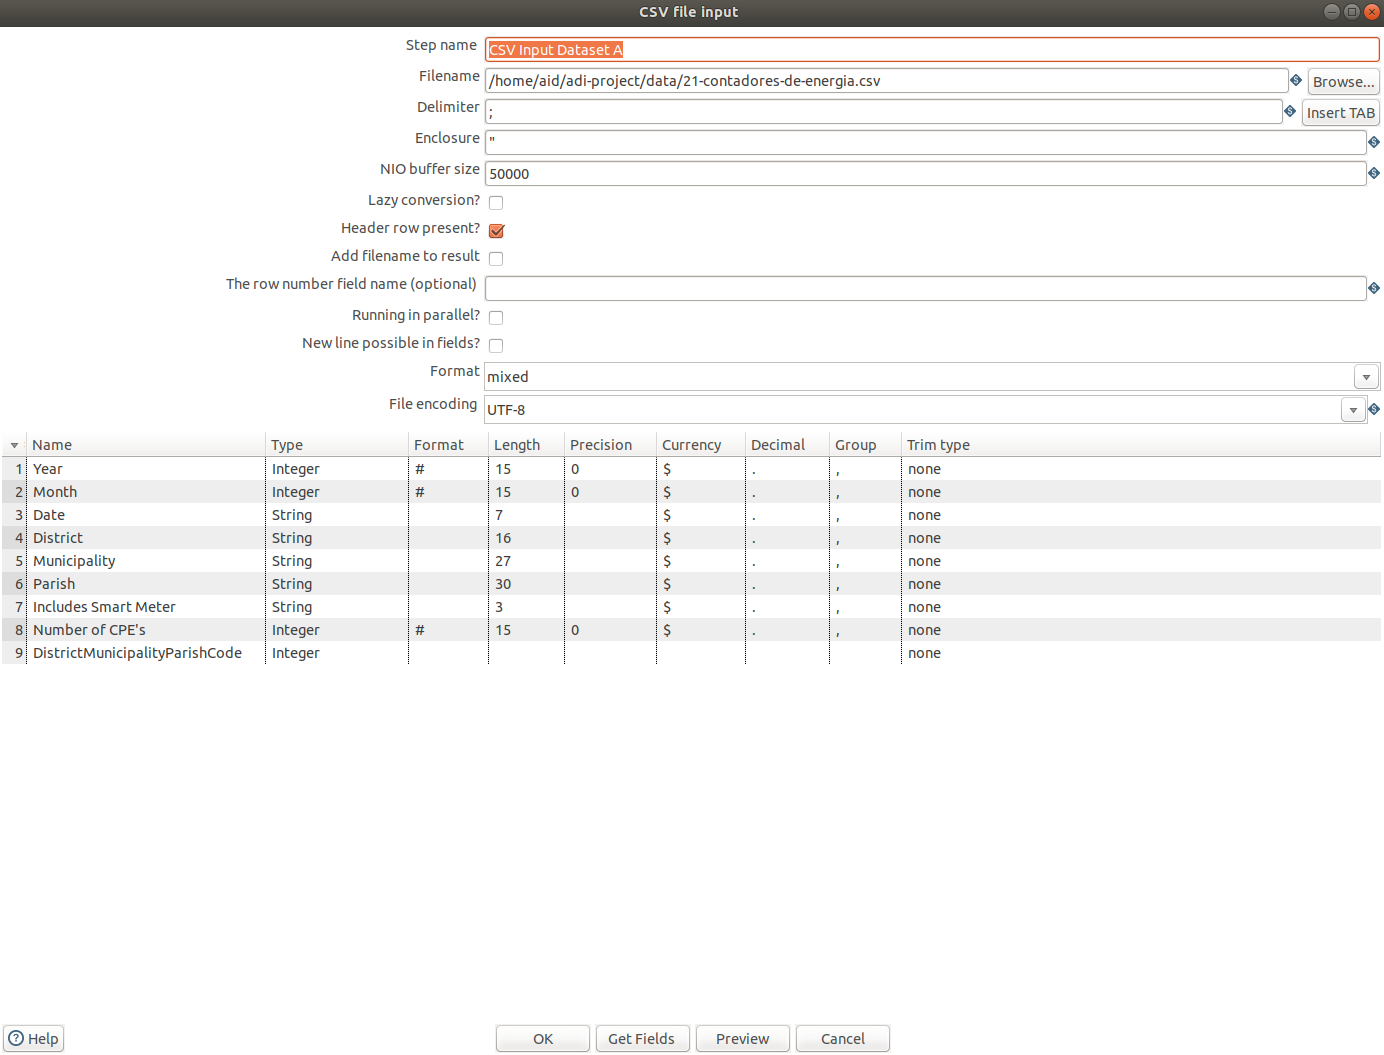 CSV file input
Step name CSV Input Dataset A
Filename /home/aid/adi-project/data/21-contadores-de-energia.csv Browse...
Delimiter ; Insert TAB
Enclosure "
NIO buffer size 50000
Lazy conversion?
Header row present?
Add filename to result
The row number field name (optional)
Running in parallel?
New line possible in fields?
Format mixed
File encoding UTF-8
Name Type Format Length Precision Currency Decimal Group Trim type
1 Year Integer # 15 0 $ . , none
2 Month Integer # 15 0 $ . , none
3 Date String 7 $ . , none
4 District String 16 $ . , none
5 Municipality String 27 $ . , none
6 Parish String 30 $ . , none
7 Includes Smart Meter String 3 $ . , none
8 Number of CPE's Integer # 15 0 $ . , none
9 DistrictMunicipalityParishCode Integer none
Help OK Get Fields Preview Cancel